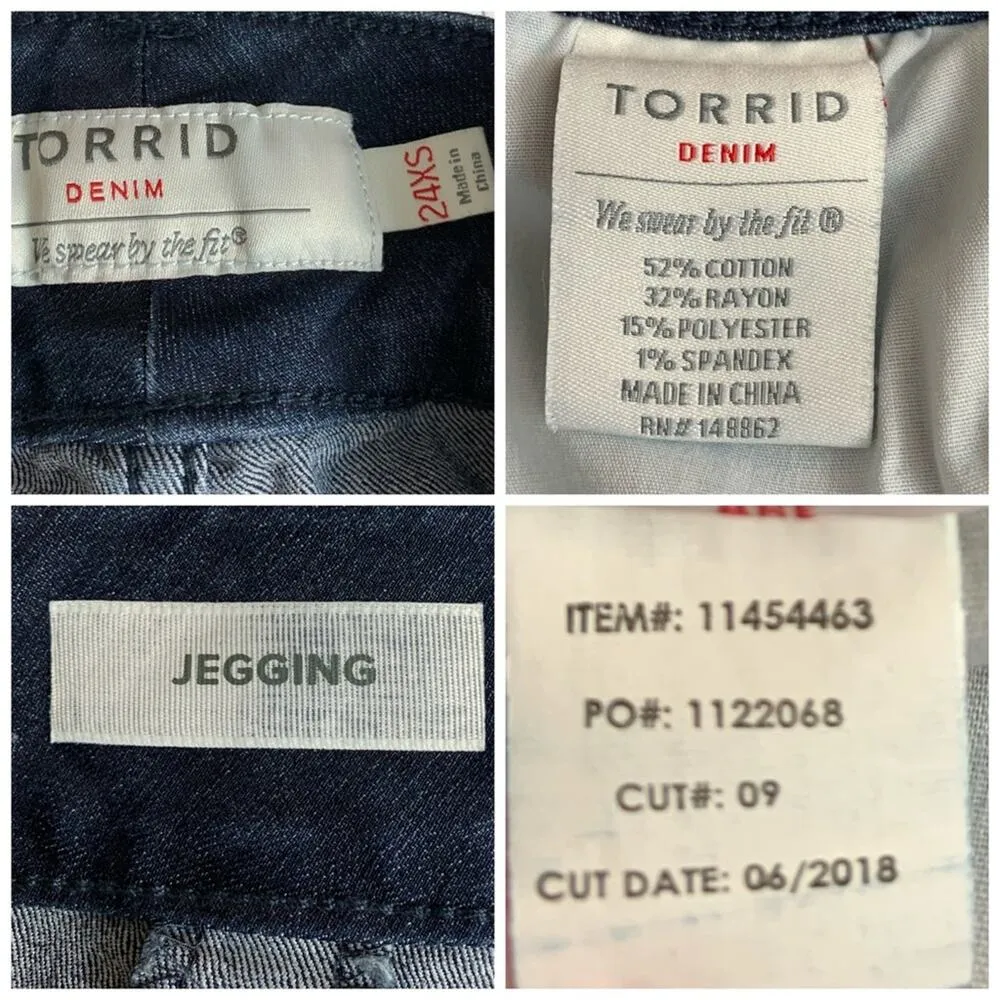 TORRID
DENIM
We swear by the fit®
24XS
Made in
China
TORRID
DENIM
We swear by the fit ®
52% COTTON
32% RAYON
15% POLYESTER
1% SPANDEX
MADE IN CHINA
RN# 148862
JEGGING
ITEM#: 11454463
PO#: 1122068
CUT#: 09
CUT DATE: 06/2018